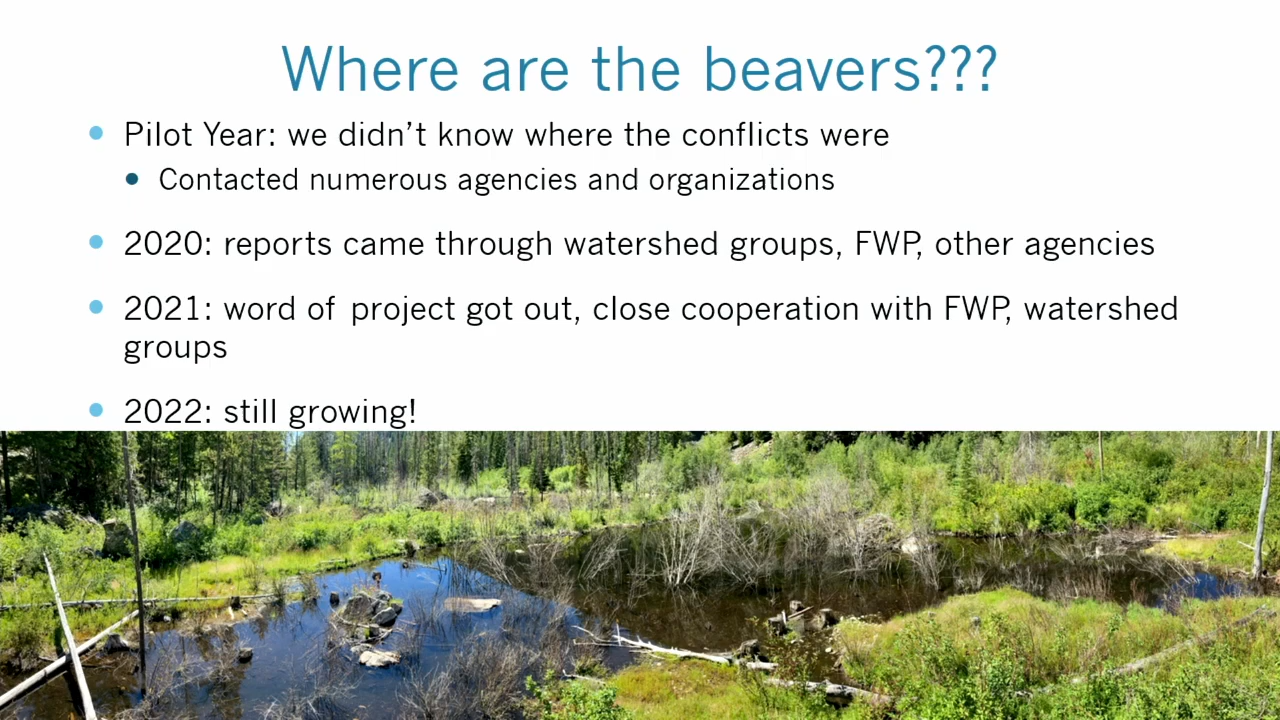 Where are the beavers???
Pilot Year: we didn’t know where the conflicts were
Contacted numerous agencies and organizations
2020: reports came through watershed groups, FWP, other agencies
2021: word of project got out, close cooperation with FWP, watershed
groups
2022: still growing!